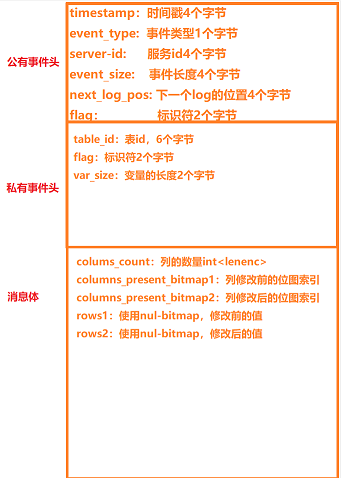 timestamp：时间戳4个字节
event_type: 事件类型1个字节
server-id: 服务id4个字节
公有事件头
event_size: 事件长度4个字节
next_log_pos: 下一个log的位置4个字节
flag： 标识符2个字节
table_id：表id，6个字节
flag：标识符2个字节
var_size：变量的长度2个字节
私有事件头
colums_count：列的数量int<lenenc>
columns_present_bitmap1：列修改前的位图索引
columns_present_bitmap2：列修改后的位图索引
消息体
rows1：使用nul-bitmap，修改前的值
rows2：使用nul-bitmap，修改后的值